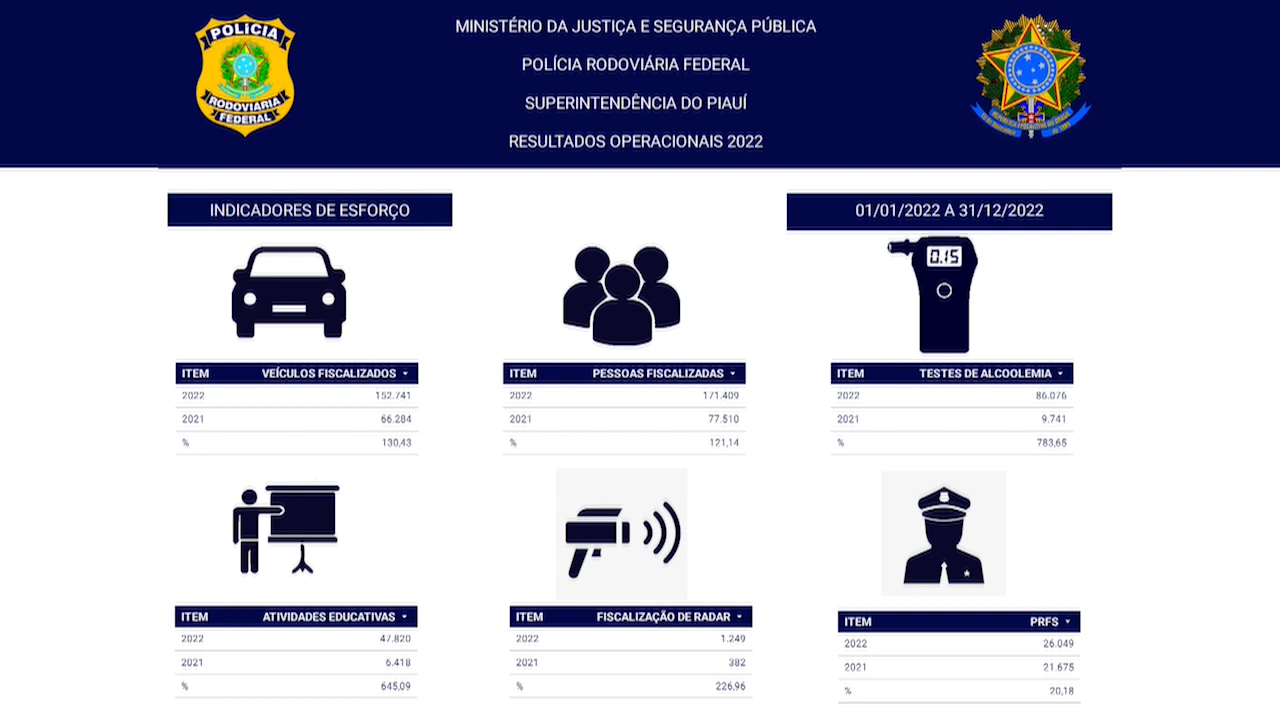 POLÍCIA
RODOVIÁRIA
FEDERAL
MINISTÉRIO DA JUSTIÇA E SEGURANÇA PÚBLICA
POLÍCIA RODOVIÁRIA FEDERAL
SUPERINTENDÊNCIA DO PIAUÍ
RESULTADOS OPERACIONAIS 2022
INDICADORES DE ESFORÇO
01/01/2022 A 31/12/2022
0.15
ITEM VEÍCULOS FISCALIZADOS
2022 152.741
2021 66.284
% 130,43
ITEM PESSOAS FISCALIZADAS
2022 171.409
2021 77.510
% 121,14
ITEM TESTES DE ALCOOLEMIA
2022 86.076
2021 9.741
% 783,65
ITEM ATIVIDADES EDUCATIVAS
2022 47.820
2021 6.418
% 645,09
ITEM FISCALIZAÇÃO DE RADAR
2022 1.249
2021 382
% 226,96
ITEM PRFS
2022 26.049
2021 21.675
% 20,18